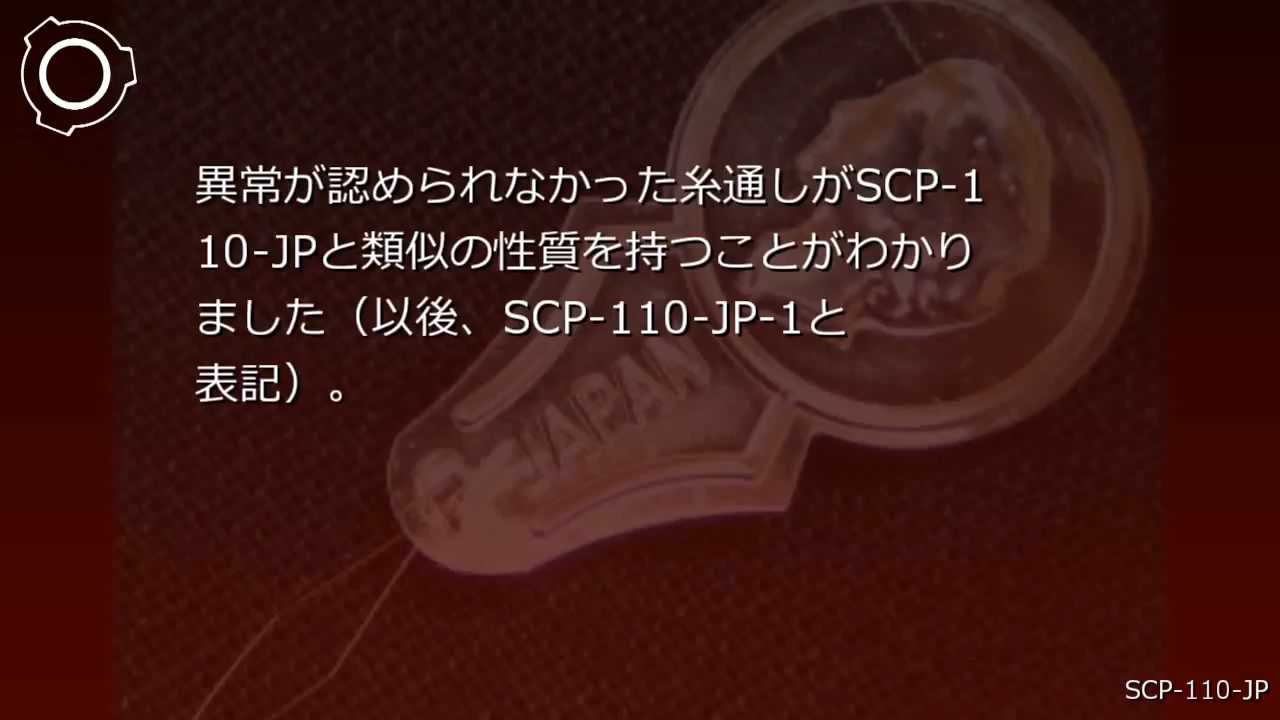 異常が認められなかった糸通しがSCP-1
10-JPと類似の性質を持つことがわかり
ました（以後、SCP-110-JP-1と
表記）。
JAPAN
SCP-110-JP